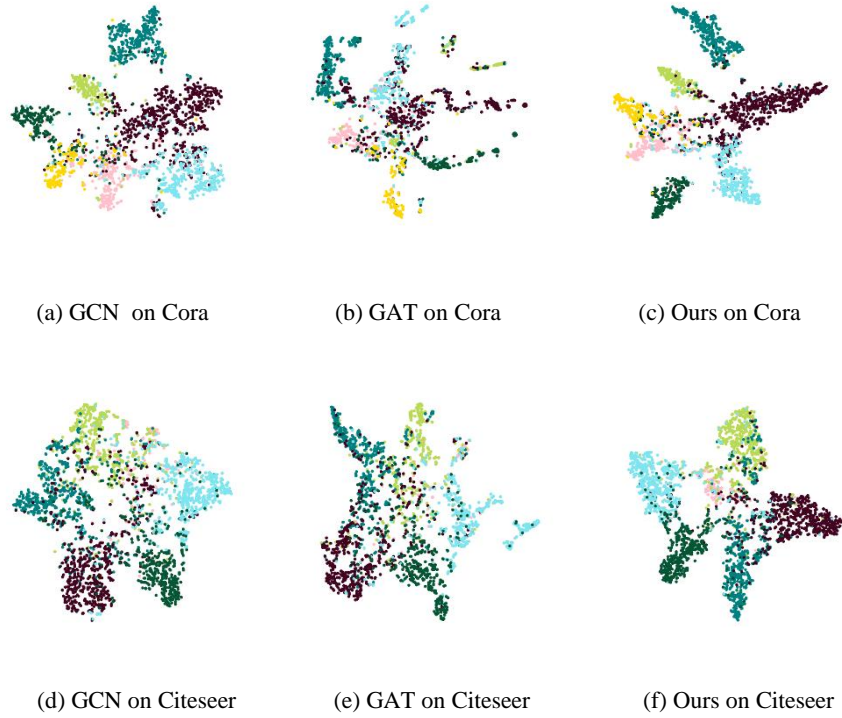 (a) GCN on Cora
(b) GAT on Cora
(c) Ours on Cora
(d) GCN on Citeseer
(e) GAT on Citeseer
(f) Ours on Citeseer